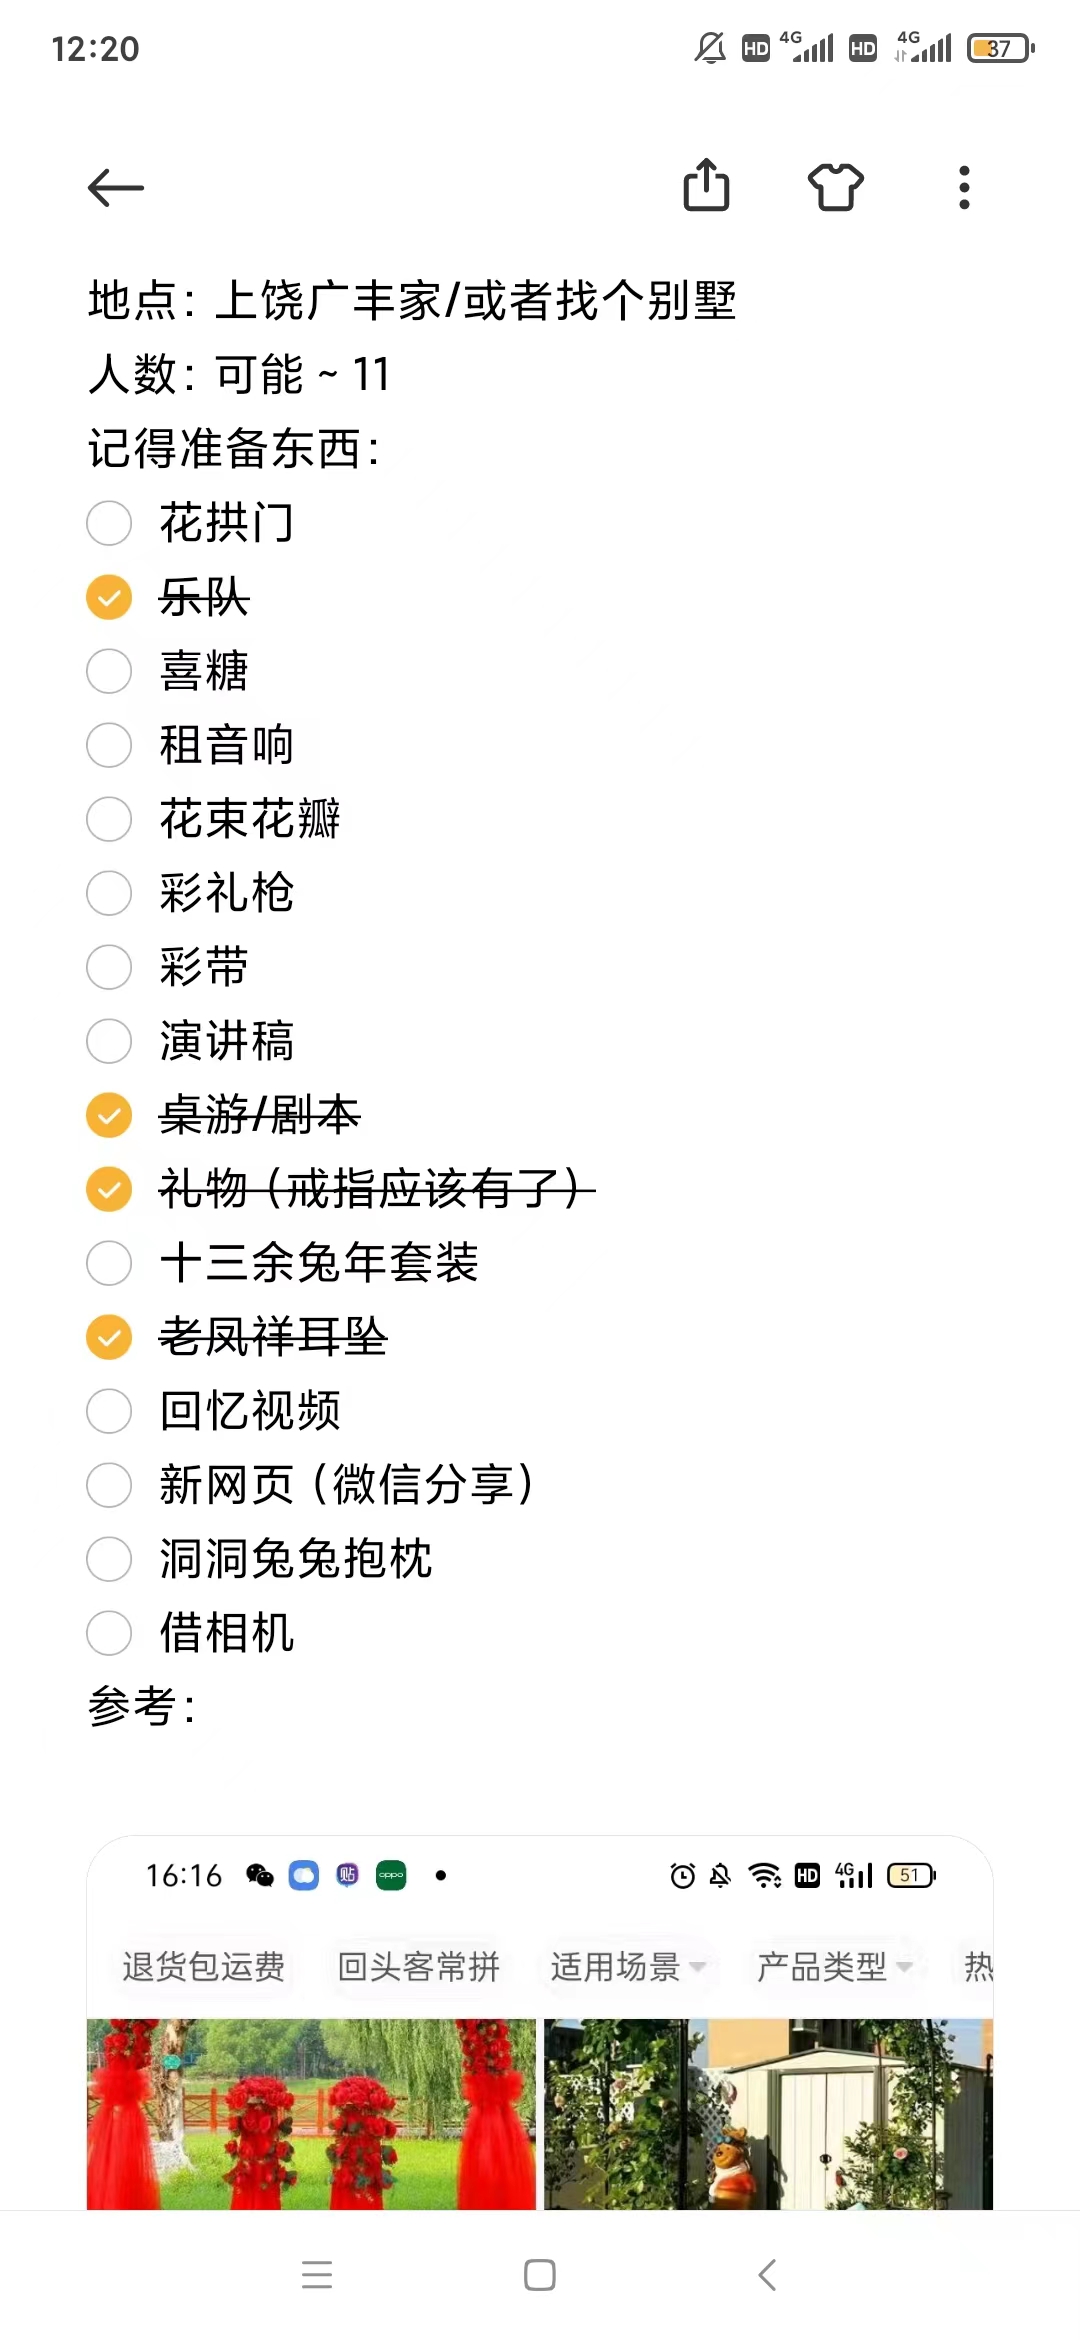 12:20
HD 4G HD 4G 37
地点：上饶广丰家/或者找个别墅
人数：可能 ~ 11
记得准备东西：
花拱门
乐队
喜糖
租音响
花束花瓣
彩礼枪
彩带
演讲稿
桌游/剧本
礼物（戒指应该有了）
十三余兔年套装
老凤祥耳坠
回忆视频
新网页（微信分享）
洞洞兔兔抱枕
借相机
参考：
16:16 贴 oppo HD 4G 51
退货包运费 回头客常拼 适用场景 产品类型 热